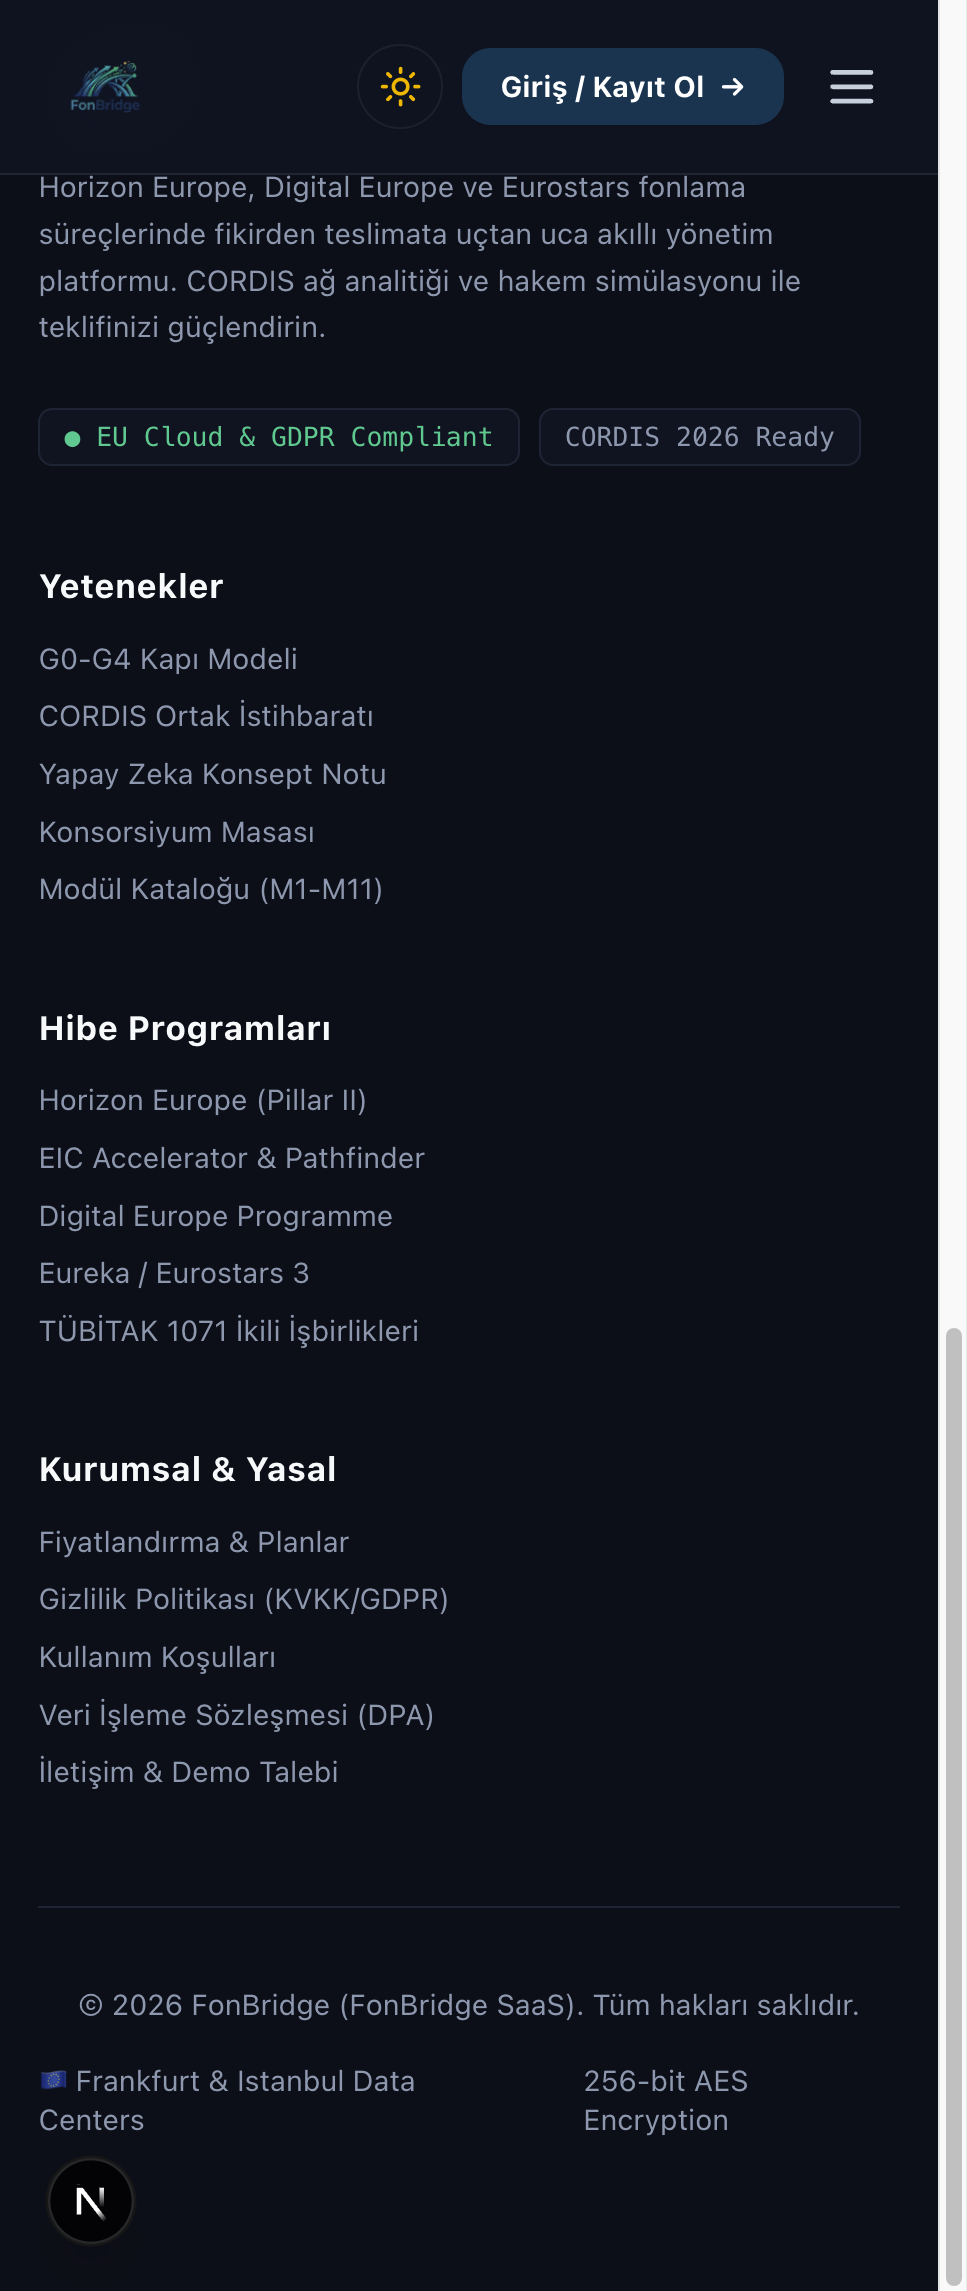 FonBridge
Giriş / Kayıt Ol →
Horizon Europe, Digital Europe ve Eurostars fonlama
süreçlerinde fikirden teslimata uçtan uca akıllı yönetim
platformu. CORDIS ağ analitiği ve hakem simülasyonu ile
teklifinizi güçlendirin.
● EU Cloud & GDPR Compliant
CORDIS 2026 Ready
Yetenekler
G0-G4 Kapı Modeli
CORDIS Ortak İstihbaratı
Yapay Zeka Konsept Notu
Konsorsiyum Masası
Modül Kataloğu (M1-M11)
Hibe Programları
Horizon Europe (Pillar II)
EIC Accelerator & Pathfinder
Digital Europe Programme
Eureka / Eurostars 3
TÜBİTAK 1071 İkili İşbirlikleri
Kurumsal & Yasal
Fiyatlandırma & Planlar
Gizlilik Politikası (KVKK/GDPR)
Kullanım Koşulları
Veri İşleme Sözleşmesi (DPA)
İletişim & Demo Talebi
© 2026 FonBridge (FonBridge SaaS). Tüm hakları saklıdır.
🇪🇺 Frankfurt & Istanbul Data
Centers
256-bit AES
Encryption
N